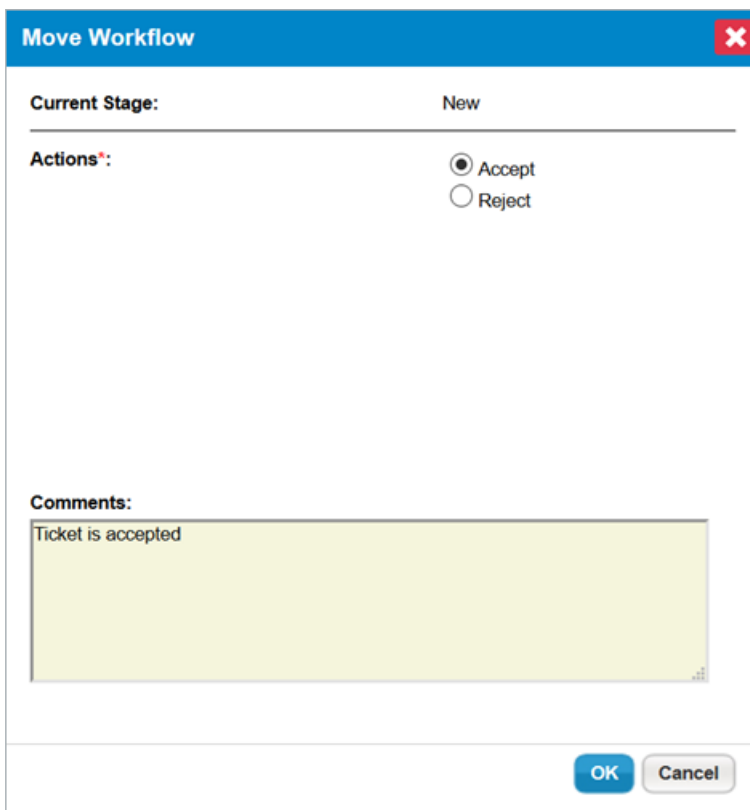 Move Workflow
Current Stage: New
Actions*: Accept
Reject
Comments:
Ticket is accepted
OK Cancel